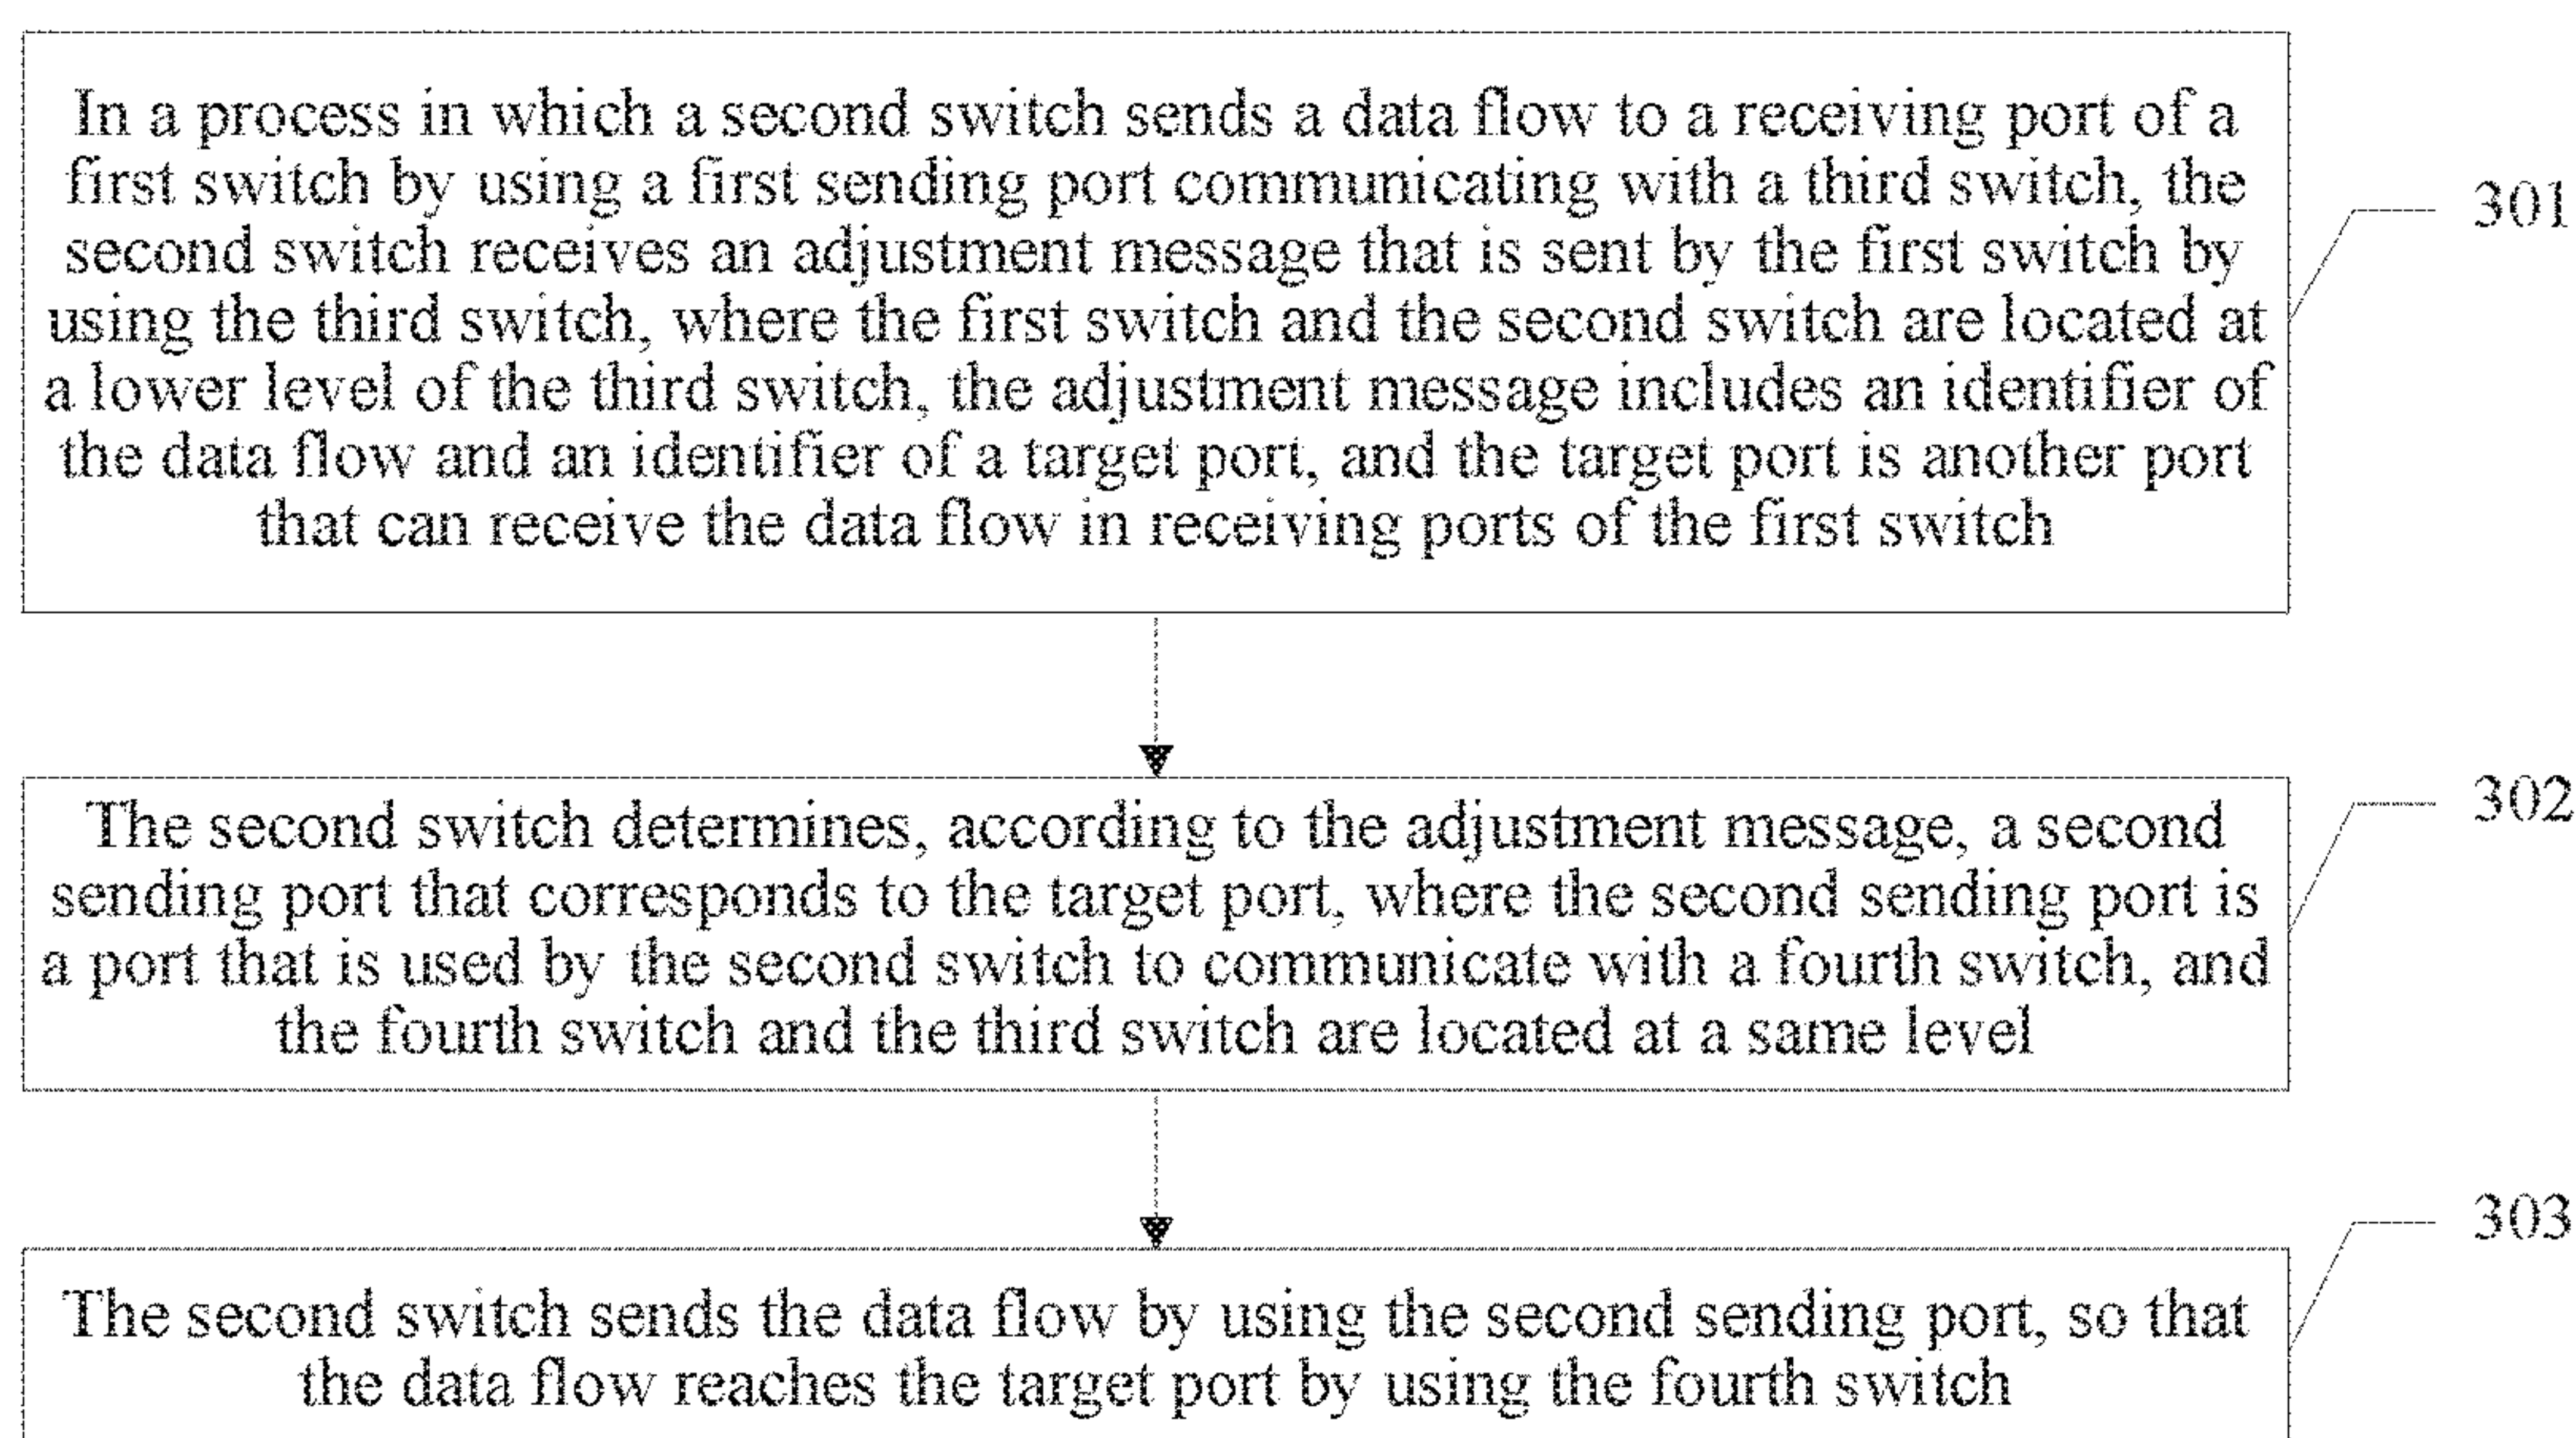 In a process in which a second switch sends a data flow to a receiving port of a
first switch by using a first sending port communicating with a third switch, the
second switch receives an adjustment message that is sent by the first switch by
using the third switch, where the first switch and the second switch are located at
a lower level of the third switch, the adjustment message includes an identifier of
the data flow and an identifier of a target port, and the target port is another port
that can receive the data flow in receiving ports of the first switch
301
The second switch determines, according to the adjustment message, a second
sending port that corresponds to the target port, where the second sending port is
a port that is used by the second switch to communicate with a fourth switch, and
the fourth switch and the third switch are located at a same level
302
The second switch sends the data flow by using the second sending port, so that
the data flow reaches the target port by using the fourth switch
303